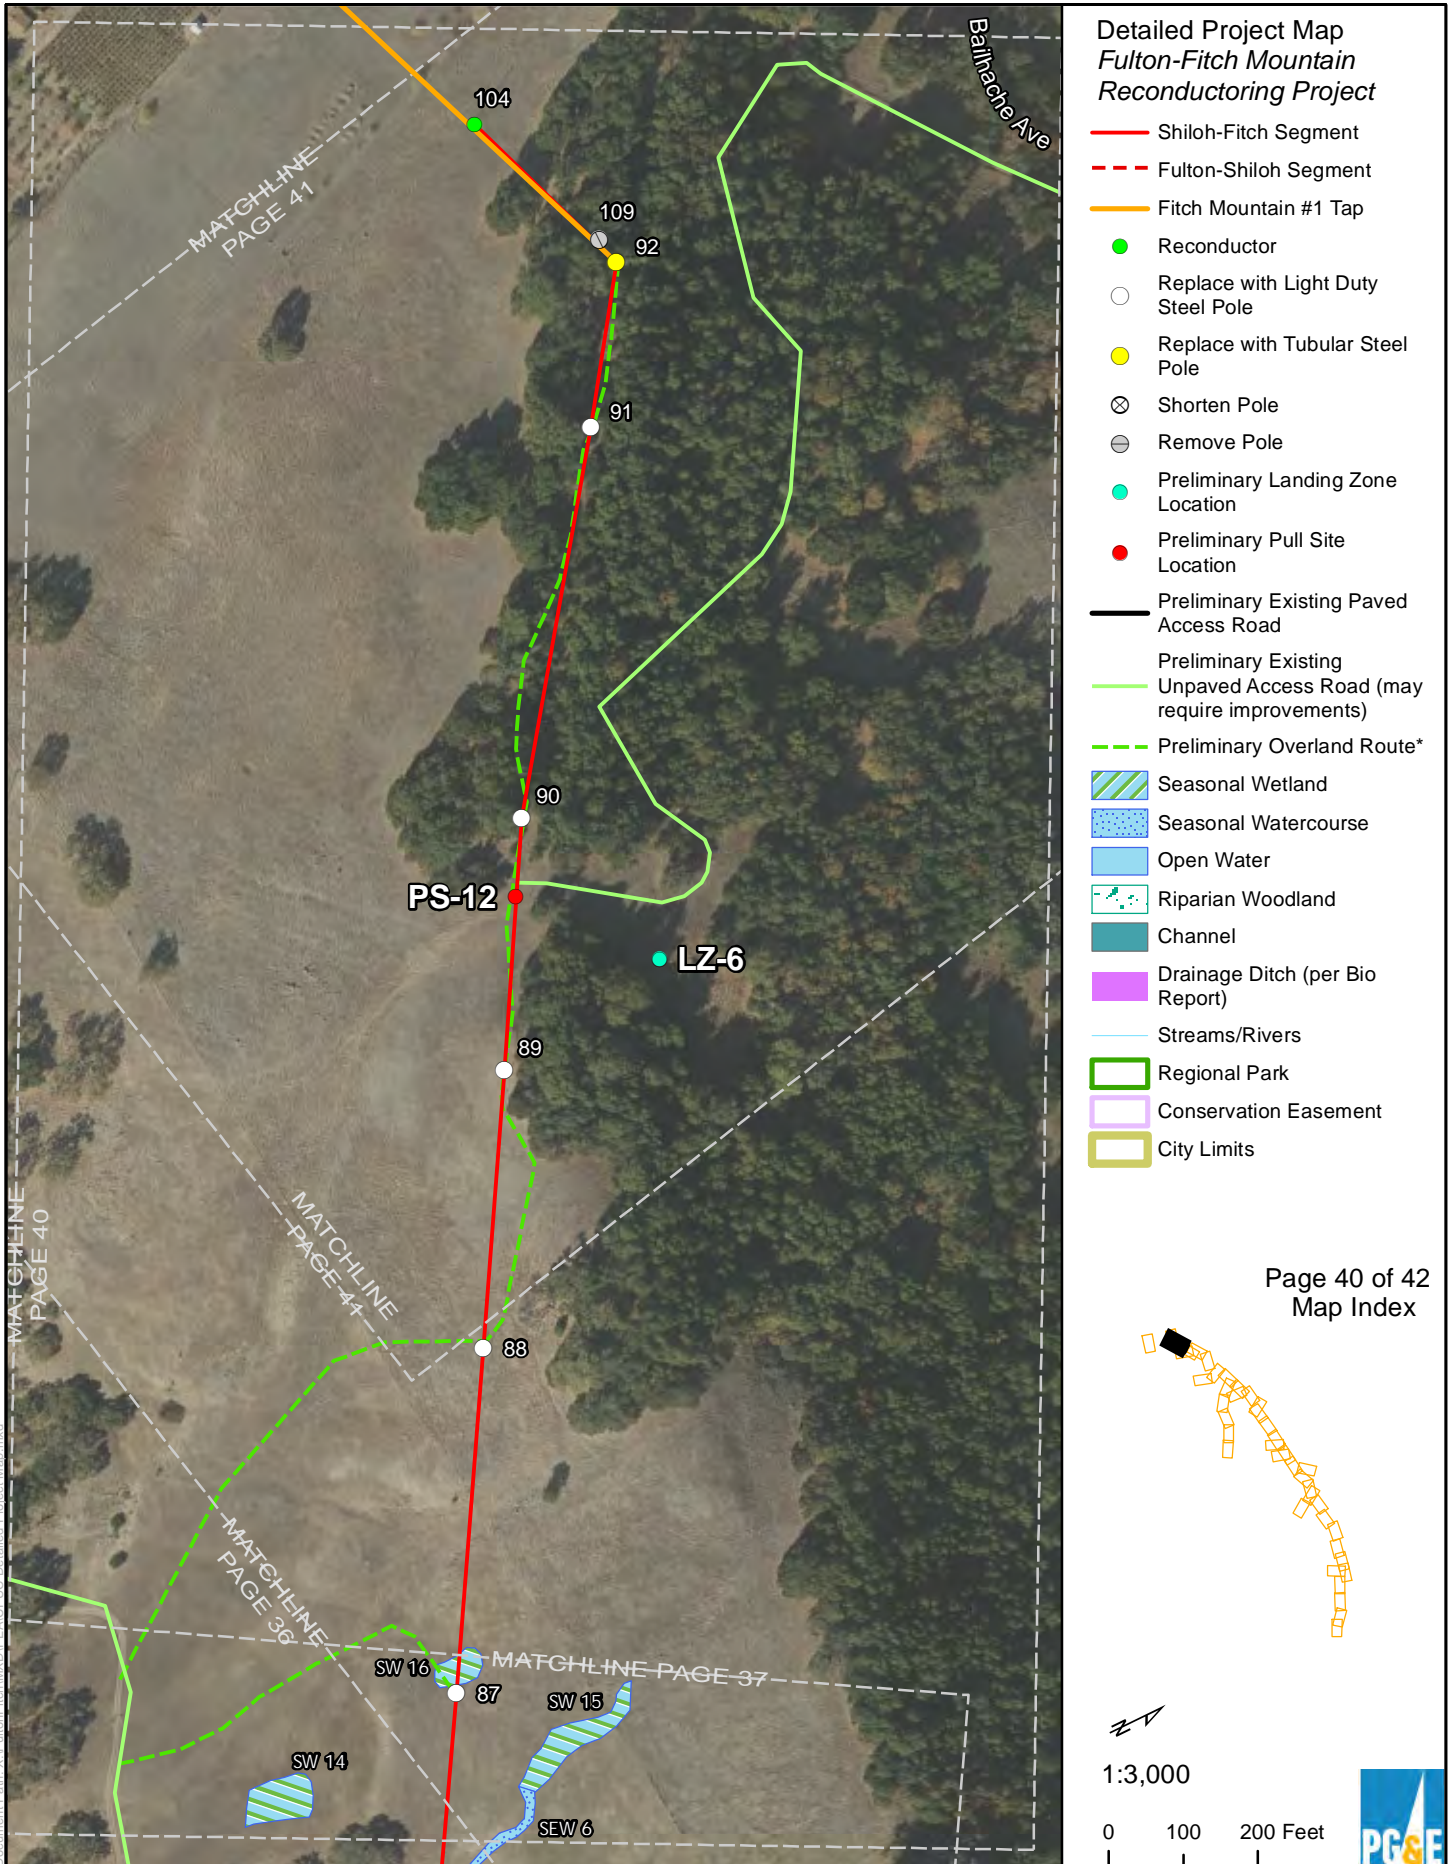 Bailhache Ave
104
MATCHLINE
PAGE 41
109
92
91
90
PS-12
LZ-6
89
MATCHLINE
PAGE 40
MATCHLINE
PAGE 41
88
MATCHLINE
PAGE 36
SW 16
MATCHLINE PAGE 37
87
SW 15
SW 14
SEW 6
Detailed Project Map
Fulton-Fitch Mountain
Reconductoring Project
Shiloh-Fitch Segment
Fulton-Shiloh Segment
Fitch Mountain #1 Tap
Reconductor
Replace with Light Duty
Steel Pole
Replace with Tubular Steel
Pole
Shorten Pole
Remove Pole
Preliminary Landing Zone
Location
Preliminary Pull Site
Location
Preliminary Existing Paved
Access Road
Preliminary Existing
Unpaved Access Road (may
require improvements)
Preliminary Overland Route*
Seasonal Wetland
Seasonal Watercourse
Open Water
Riparian Woodland
Channel
Drainage Ditch (per Bio
Report)
Streams/Rivers
Regional Park
Conservation Easement
City Limits
Page 40 of 42
Map Index
N
1:3,000
0 100 200 Feet
PG&E